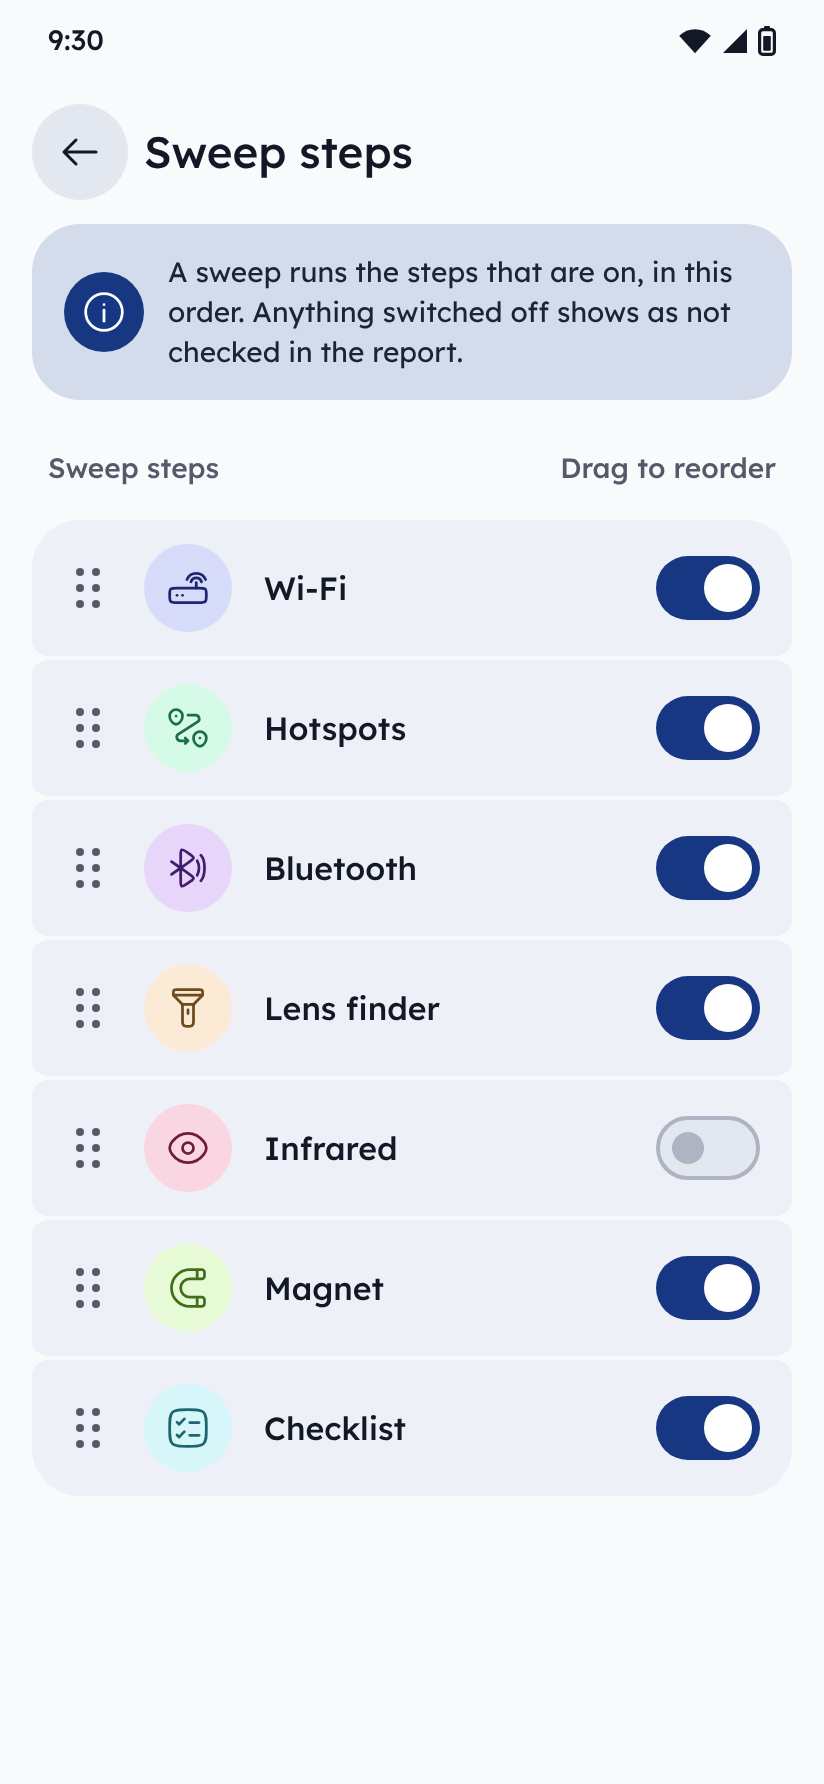 9:30
Sweep steps
A sweep runs the steps that are on, in this
order. Anything switched off shows as not
checked in the report.
Sweep steps
Drag to reorder
Wi-Fi
Hotspots
Bluetooth
Lens finder
Infrared
Magnet
Checklist